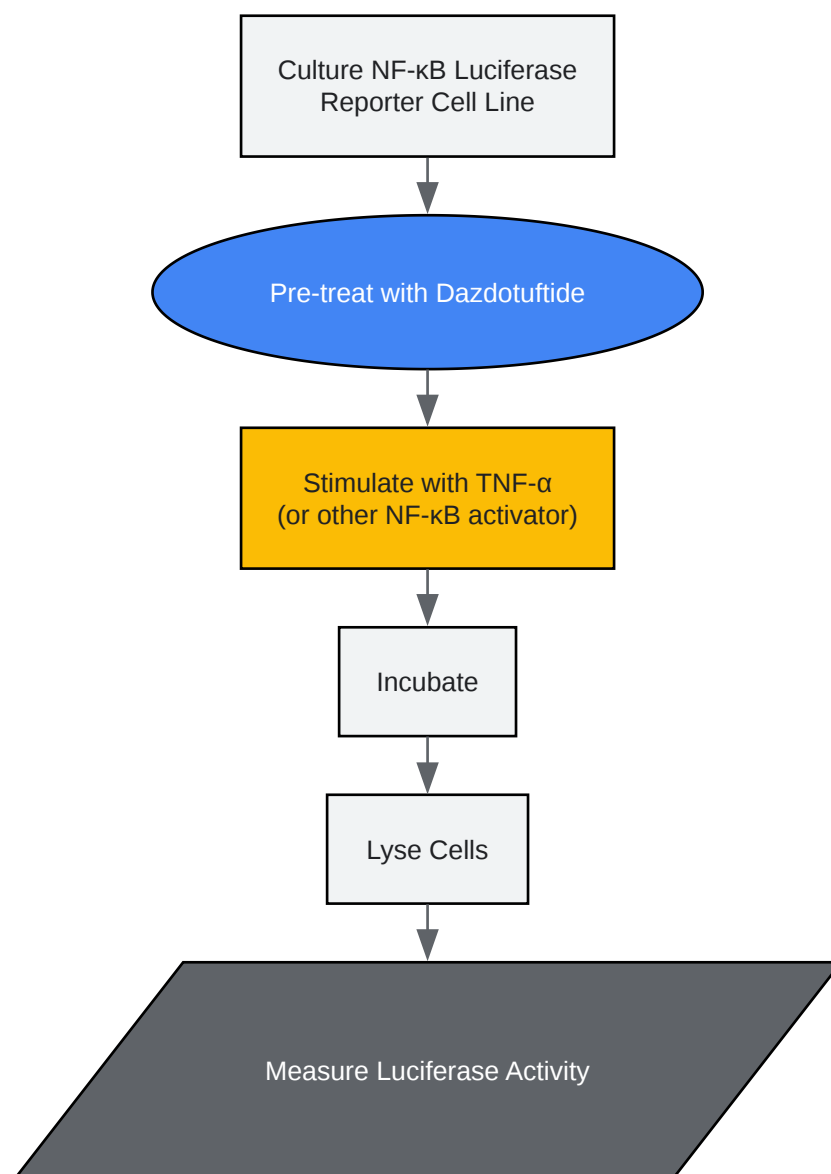 Culture NF-κB Luciferase
Reporter Cell Line
Pre-treat with Dazdotuftide
Stimulate with TNF-α
(or other NF-κB activator)
Incubate
Lyse Cells
Measure Luciferase Activity